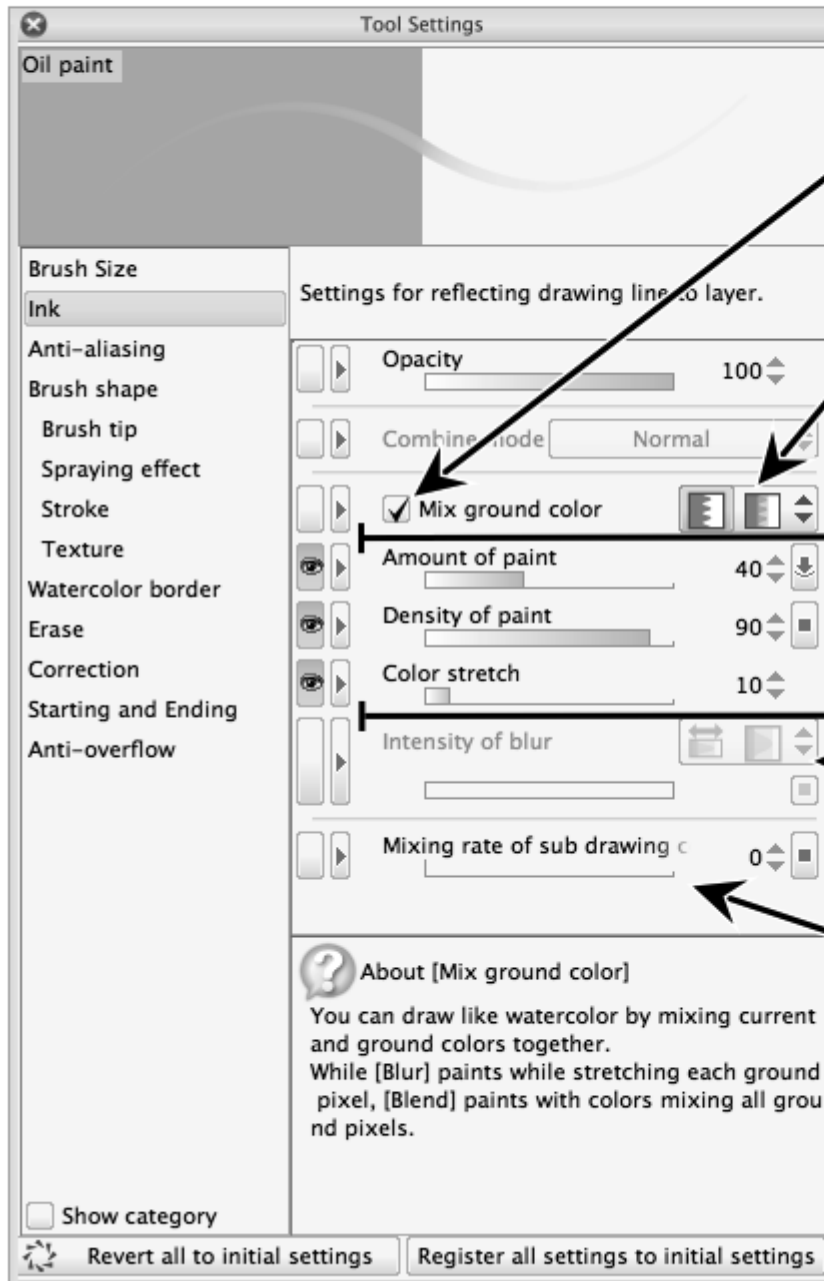 Tool Settings
Oil paint
Brush Size
Ink
Anti-aliasing
Brush shape
Brush tip
Spraying effect
Stroke
Texture
Watercolor border
Erase
Correction
Starting and Ending
Anti-overflow
Show category
Settings for reflecting drawing line to layer.
Opacity 100
Combine mode Normal
Mix ground color
Amount of paint 40
Density of paint 90
Color stretch 10
Intensity of blur
Mixing rate of sub drawing c 0
About [Mix ground color]
You can draw like watercolor by mixing current
and ground colors together.
While [Blur] paints while stretching each ground
pixel, [Blend] paints with colors mixing all grou
nd pixels.
Revert all to initial settings
Register all settings to initial settings